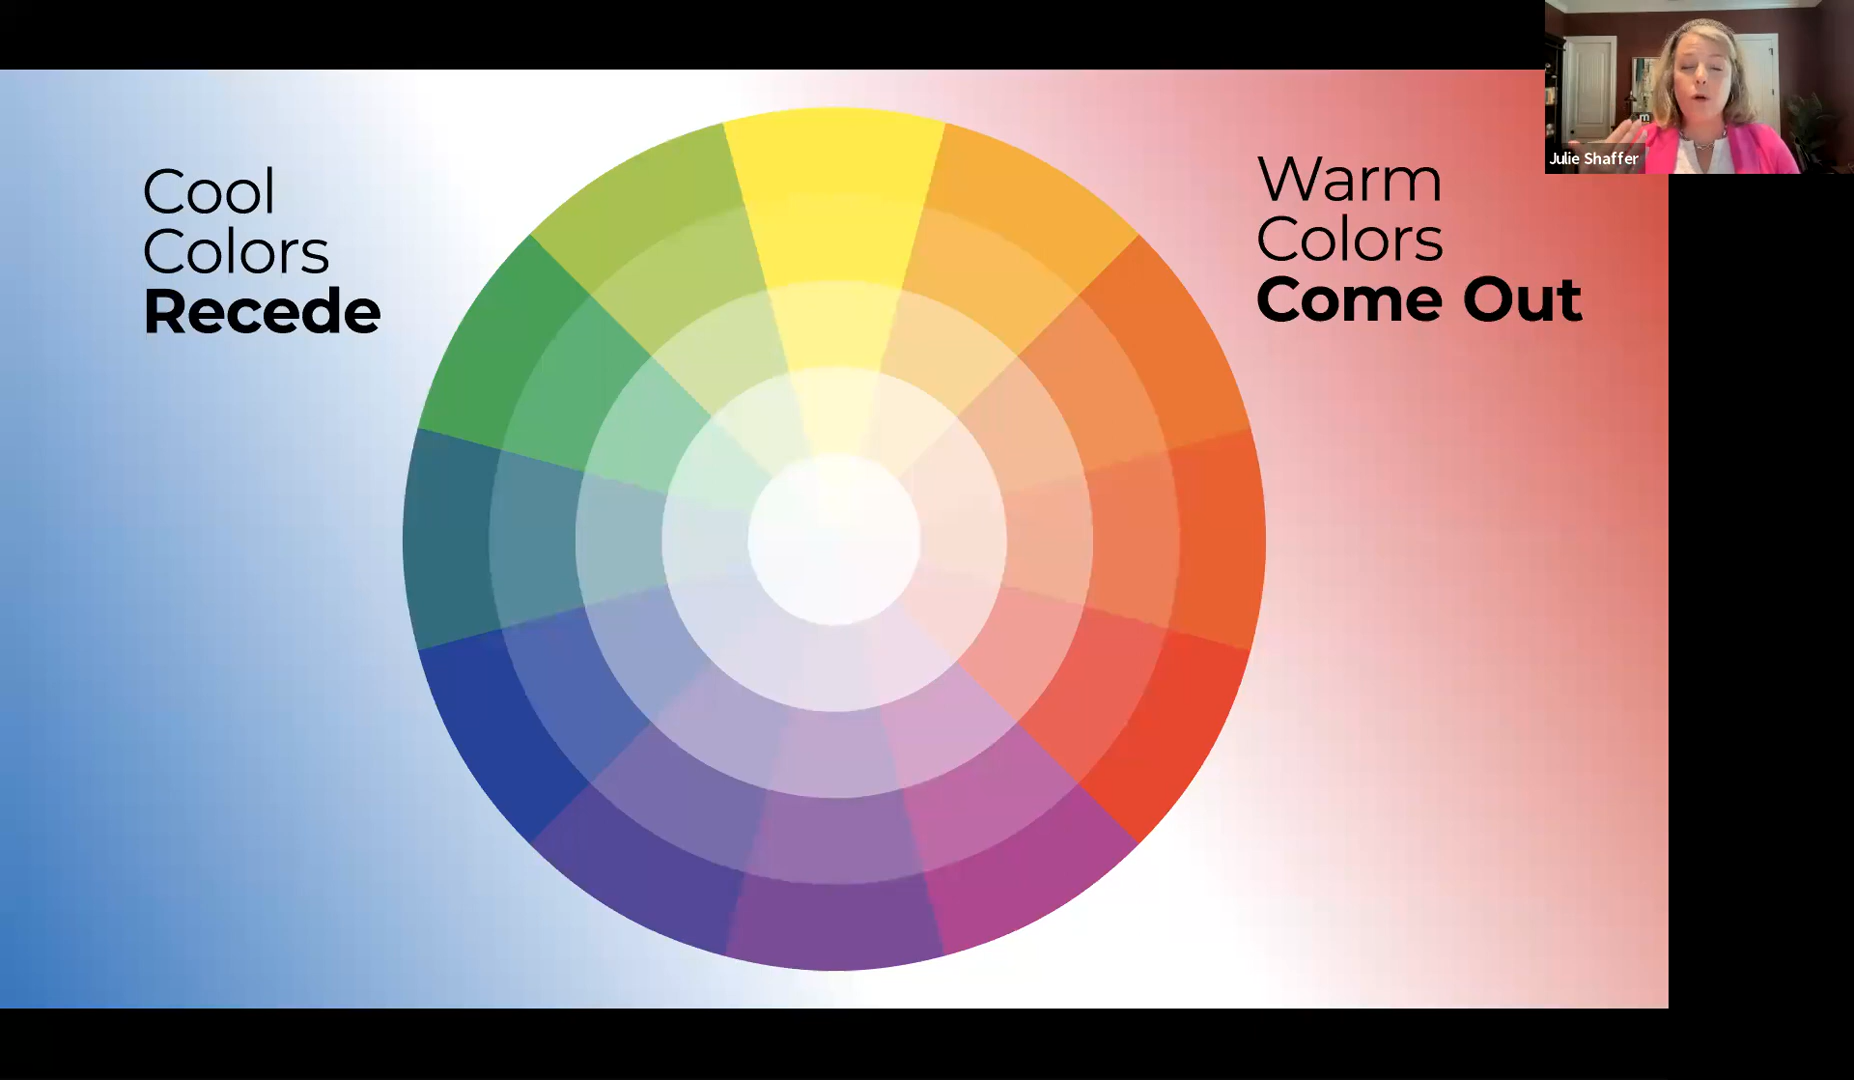 Cool
Colors
Recede
Warm
Colors
Come Out
Julie Shaffer